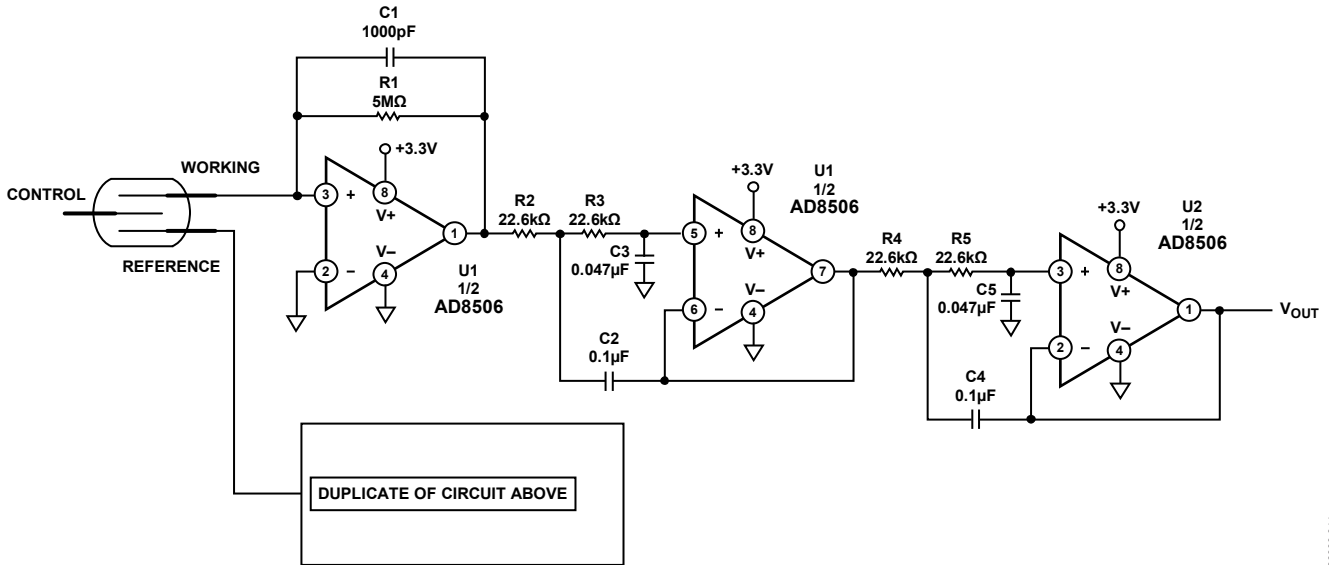 C1
1000pF
R1
5MΩ
+3.3V
WORKING
CONTROL
REFERENCE
3
+
8
V+
1
V–
2
–
4
U1
1/2
AD8506
R2
22.6kΩ
R3
22.6kΩ
C3
0.047µF
C2
0.1µF
+3.3V
U1
1/2
AD8506
5
+
8
V+
7
V–
6
–
4
R4
22.6kΩ
R5
22.6kΩ
C5
0.047µF
C4
0.1µF
+3.3V
U2
1/2
AD8506
3
+
8
V+
1
V–
2
–
4
VOUT
DUPLICATE OF CIRCUIT ABOVE